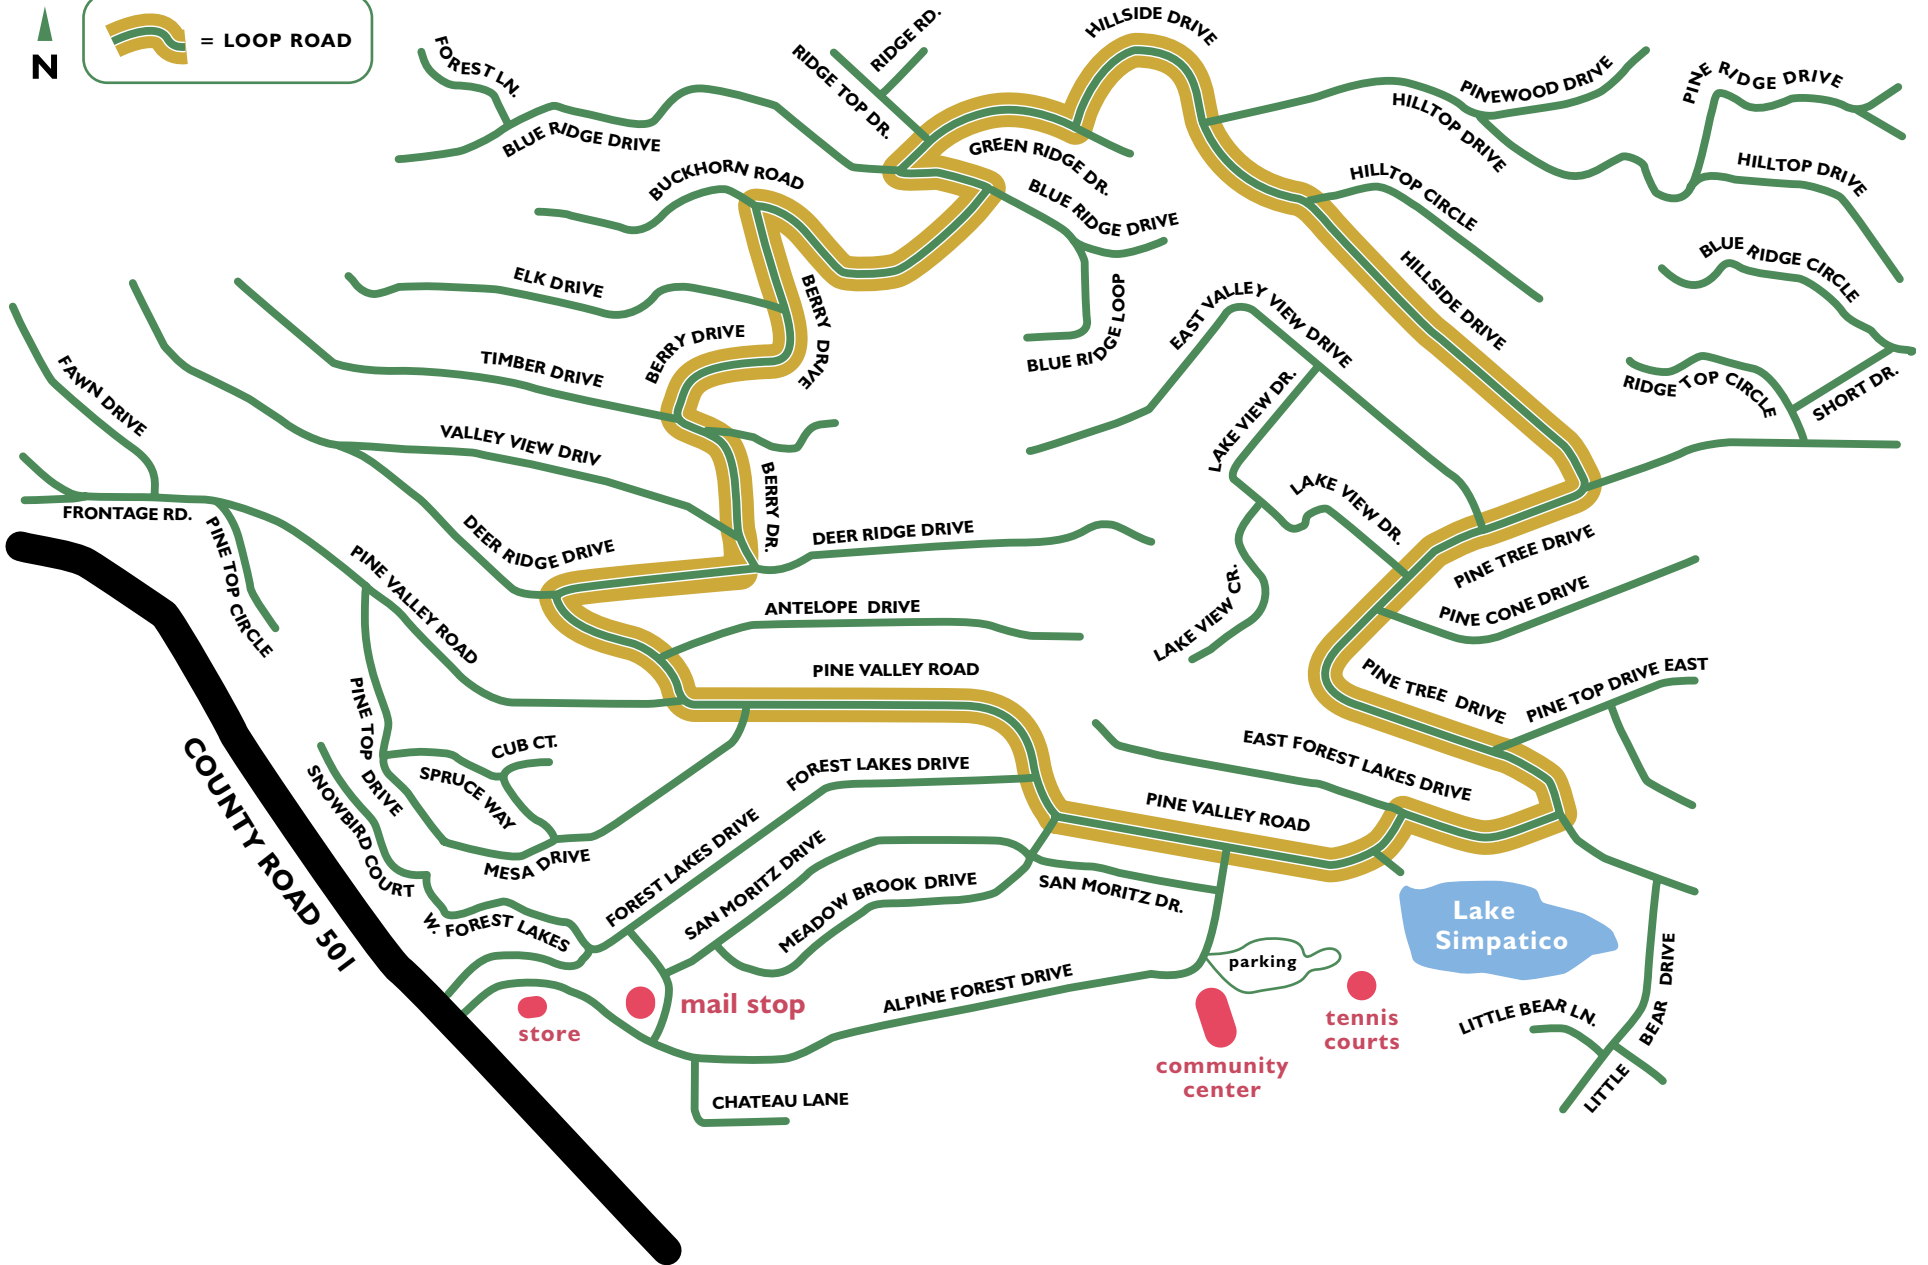 N
= LOOP ROAD
FOREST LN.
BLUE RIDGE DRIVE
RIDGE TOP DR.
RIDGE RD.
HILLSIDE DRIVE
PINEWOOD DRIVE
HILLTOP DRIVE
PINE RIDGE DRIVE
HILLTOP DRIVE
BUCKHORN ROAD
GREEN RIDGE DR.
BLUE RIDGE DRIVE
HILLTOP CIRCLE
BLUE RIDGE CIRCLE
ELK DRIVE
BERRY DRIVE
BERRY DRIVE
BLUE RIDGE LOOP
EAST VALLEY VIEW DRIVE
HILLSIDE DRIVE
RIDGE TOP CIRCLE
SHORT DR.
FAWN DRIVE
TIMBER DRIVE
VALLEY VIEW DRIV
BERRY DR.
LAKE VIEW DR.
LAKE VIEW DR.
FRONTAGE RD.
PINE TOP CIRCLE
DEER RIDGE DRIVE
DEER RIDGE DRIVE
PINE TREE DRIVE
PINE VALLEY ROAD
ANTELOPE DRIVE
LAKE VIEW CR.
PINE CONE DRIVE
PINE VALLEY ROAD
PINE TREE DRIVE
PINE TOP DRIVE EAST
PINE TOP DRIVE
CUB CT.
SPRUCE WAY
MESA DRIVE
SNOWBIRD COURT
FOREST LAKES DRIVE
EAST FOREST LAKES DRIVE
PINE VALLEY ROAD
COUNTY ROAD 501
W. FOREST LAKES
FOREST LAKES DRIVE
SAN MORITZ DRIVE
MEADOW BROOK DRIVE
SAN MORITZ DR.
Lake
Simpatico
parking
ALPINE FOREST DRIVE
store
mail stop
community
center
tennis
courts
LITTLE BEAR LN.
LITTLE BEAR DRIVE
CHATEAU LANE